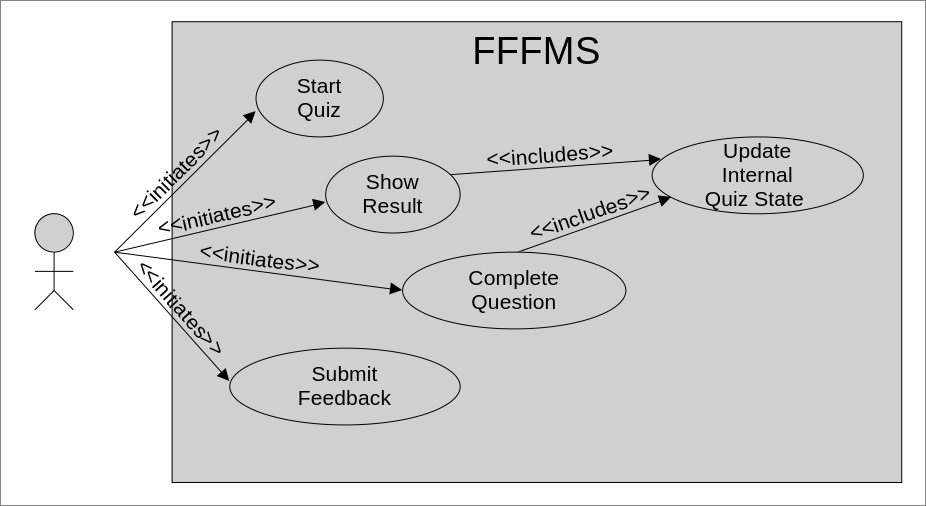 FFFMS
Start
Quiz
<<initiates>>
Show
Result
<<initiates>>
<<includes>>
Update
Internal
Quiz State
<<includes>>
<<initiates>>
Complete
Question
<<initiates>>
Submit
Feedback